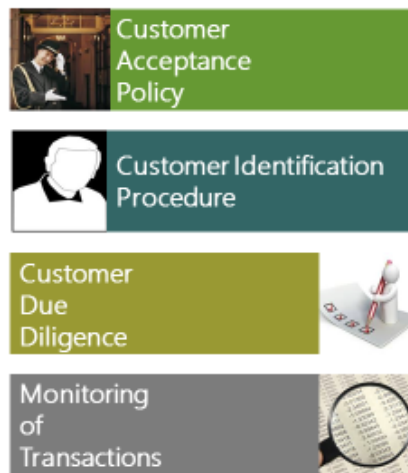 Customer
Acceptance
Policy
Customer Identification
Procedure
Customer
Due
Diligence
Monitoring
of
Transactions